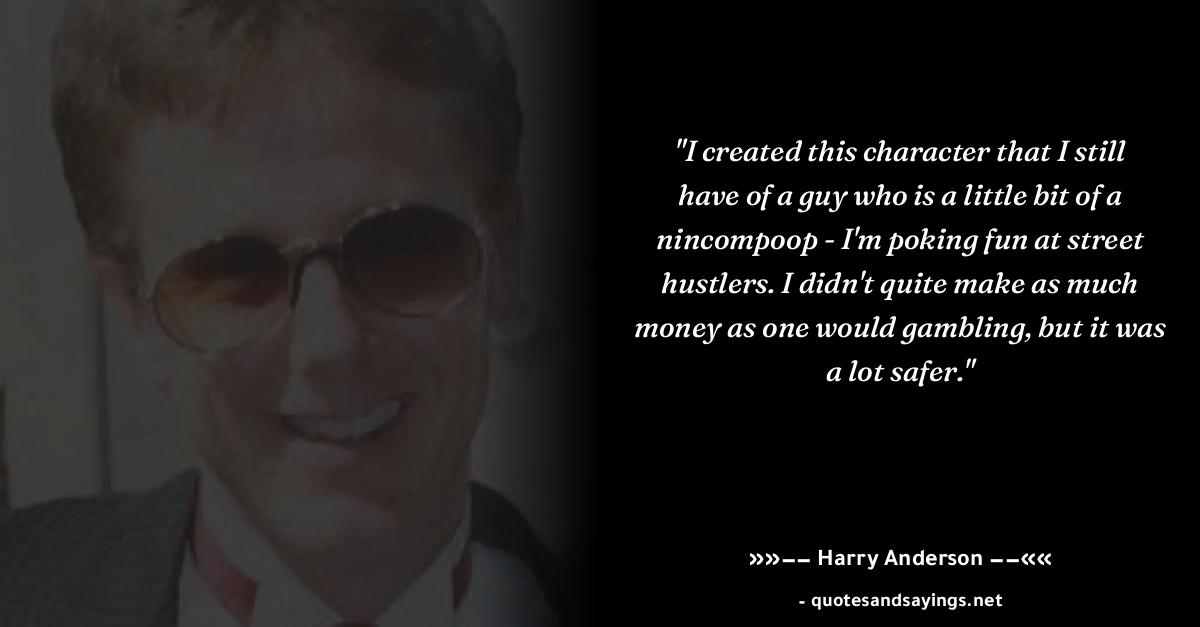 "I created this character that I still
have of a guy who is a little bit of a
nincompoop - I'm poking fun at street
hustlers. I didn't quite make as much
money as one would gambling, but it was
a lot safer."
»»−− Harry Anderson −−««
- quotesandsayings.net